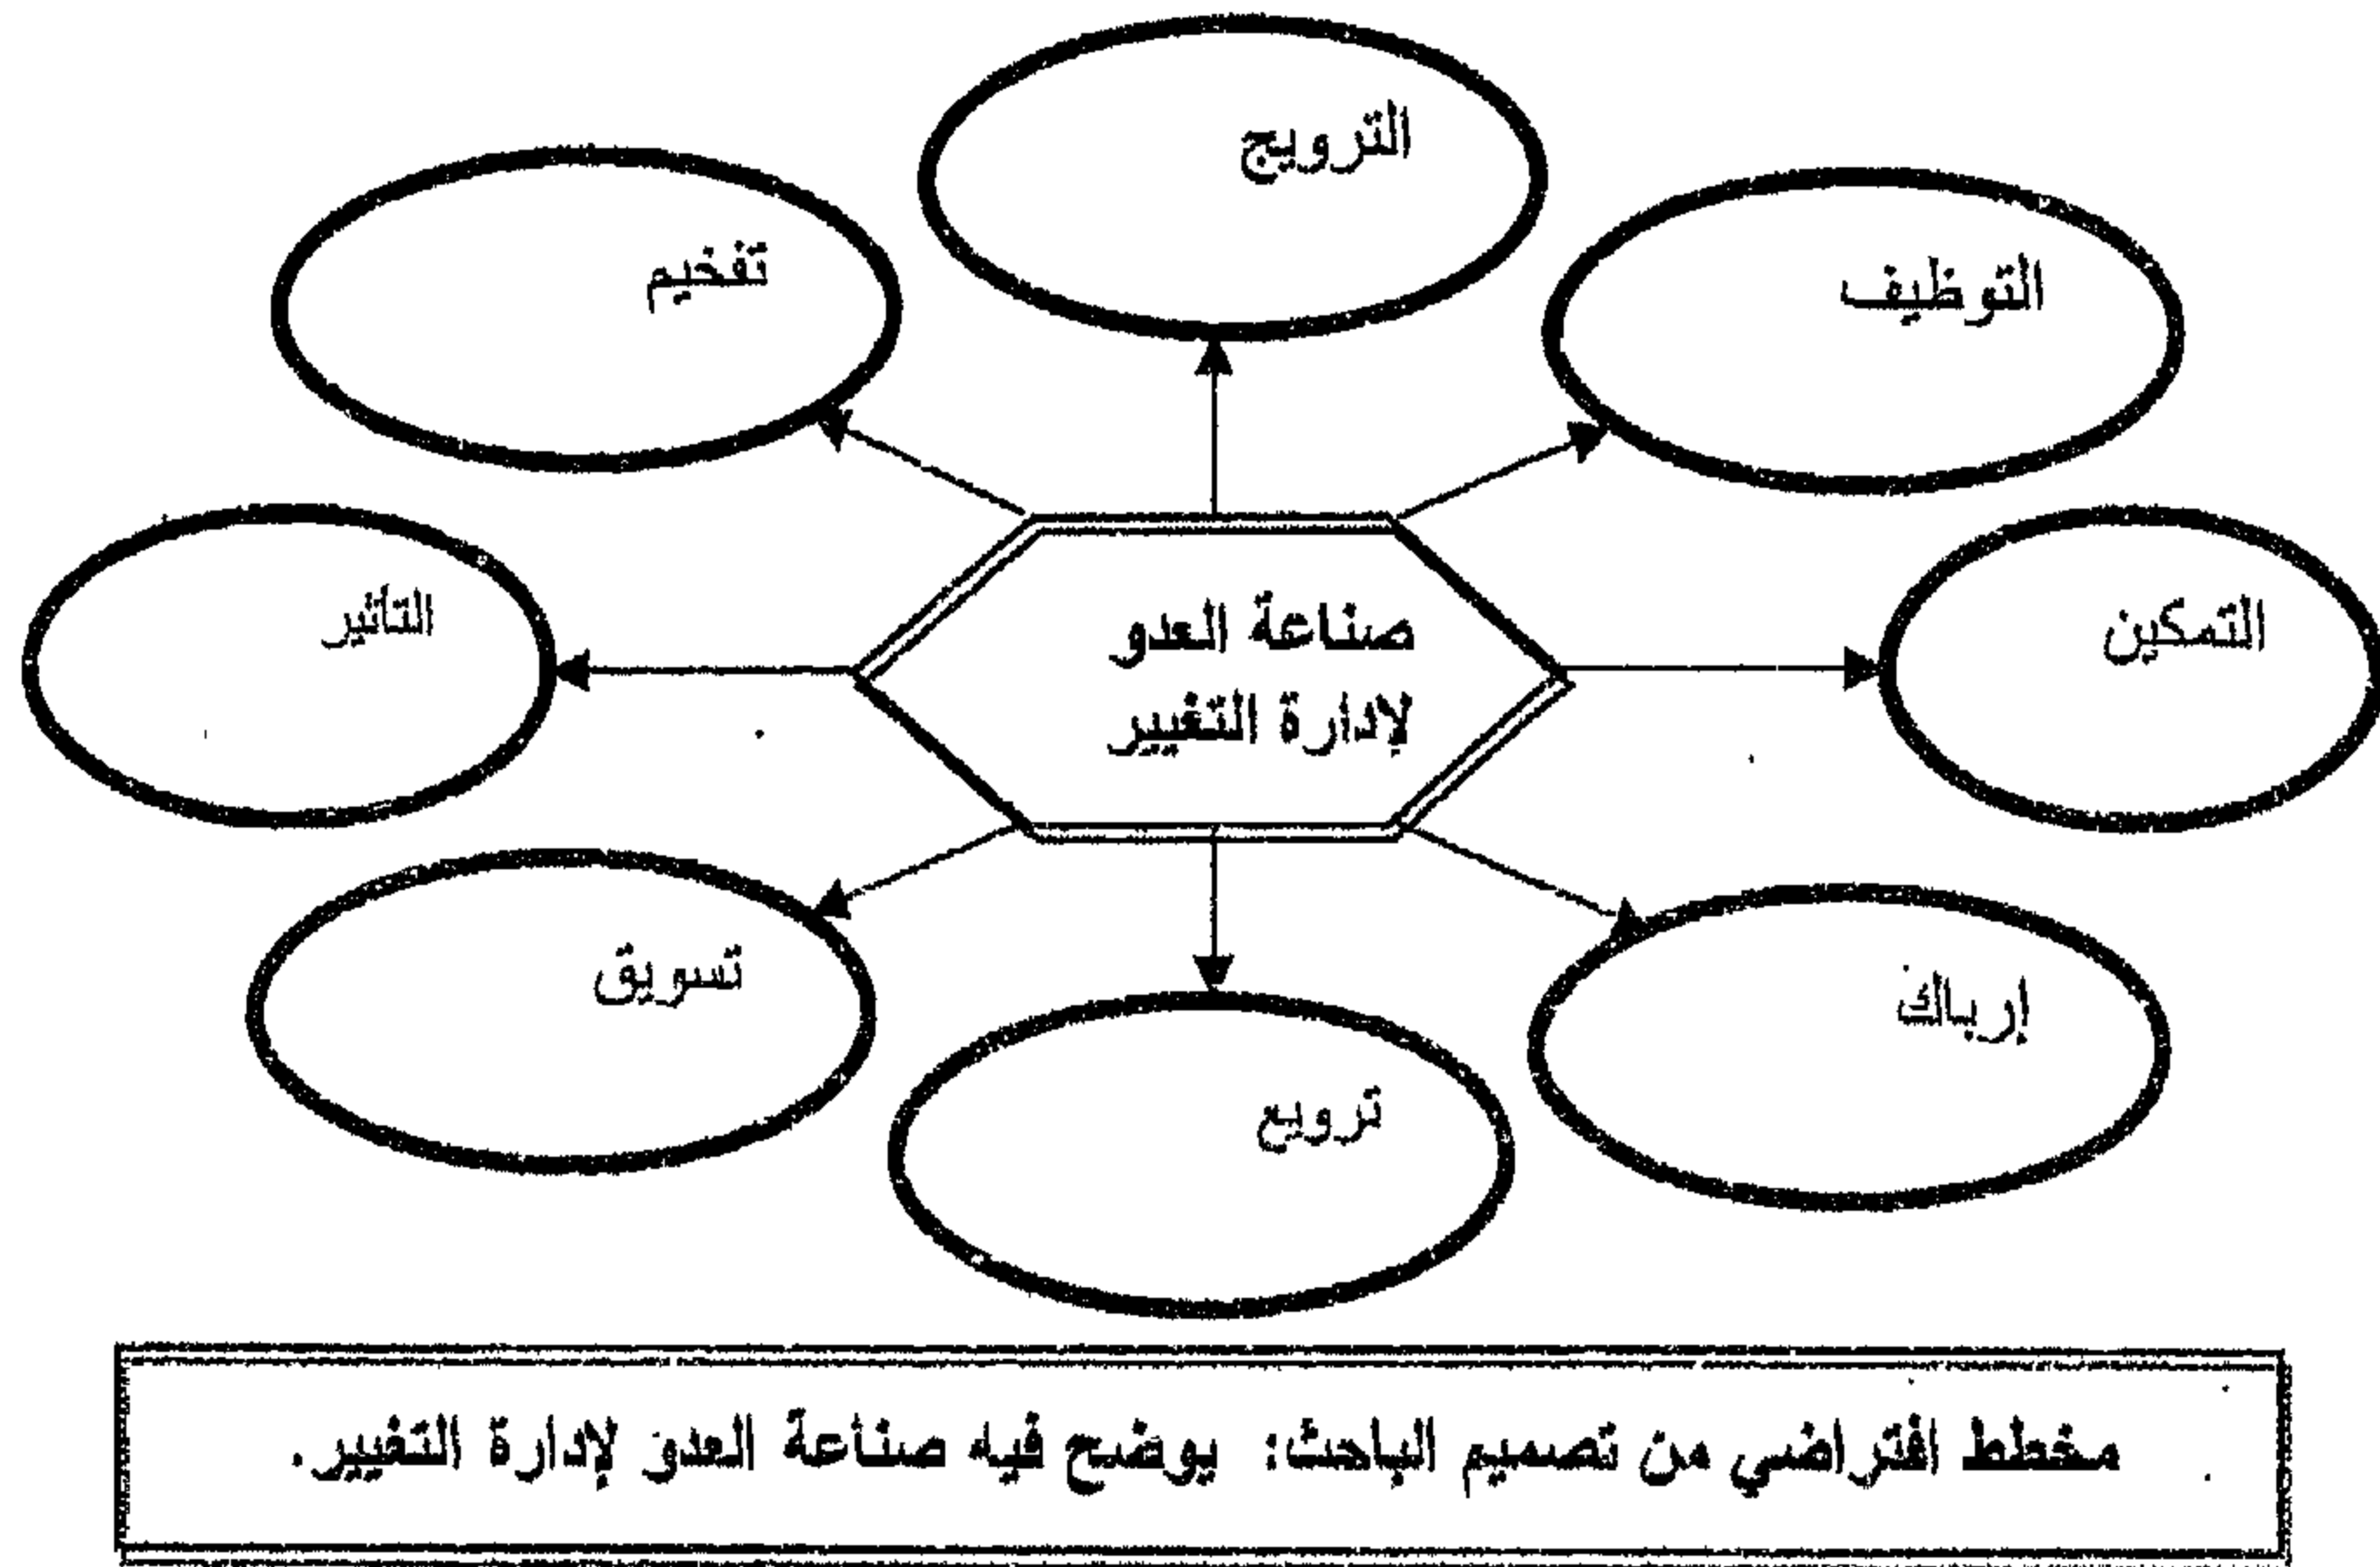 الترويج
تفخيم
التوظيف
التأثير
صناعة العدو
لإدارة التغيير
التمكين
تسويق
إرباك
ترويع
مخطط افتراضي من تصميم الباحث: يوضح فيه صناعة العدو لإدارة التغيير.